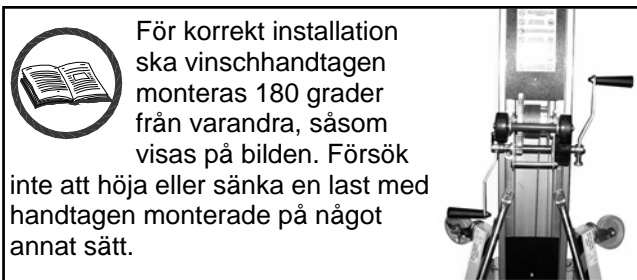 För korrekt installation
ska vinschhandtagen
monteras 180 grader
från varandra, såsom
visas på bilden. Försök
inte att höja eller sänka en last med
handtagen monterade på något
annat sätt.